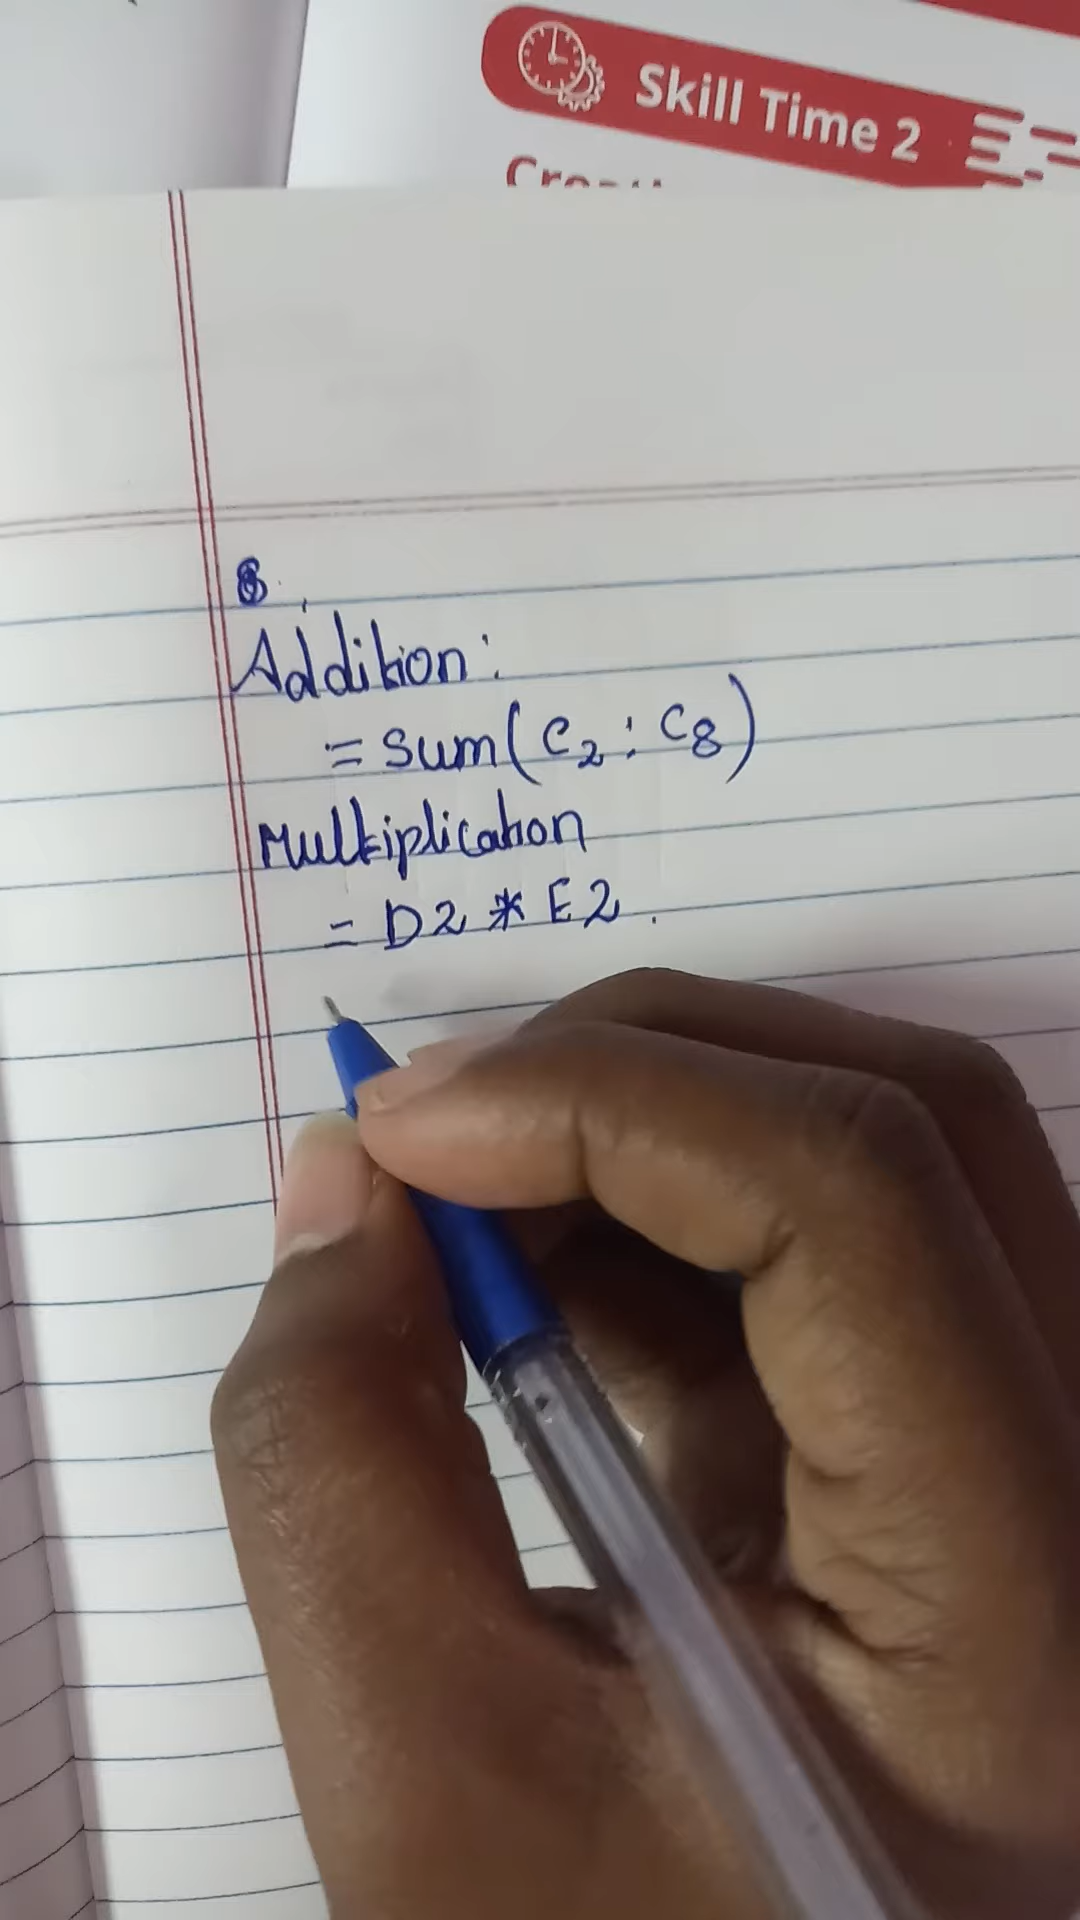 Skill Time 2
8.
Addition:
= Sum(C2:C8)
Multiplication
= D2 * E2.